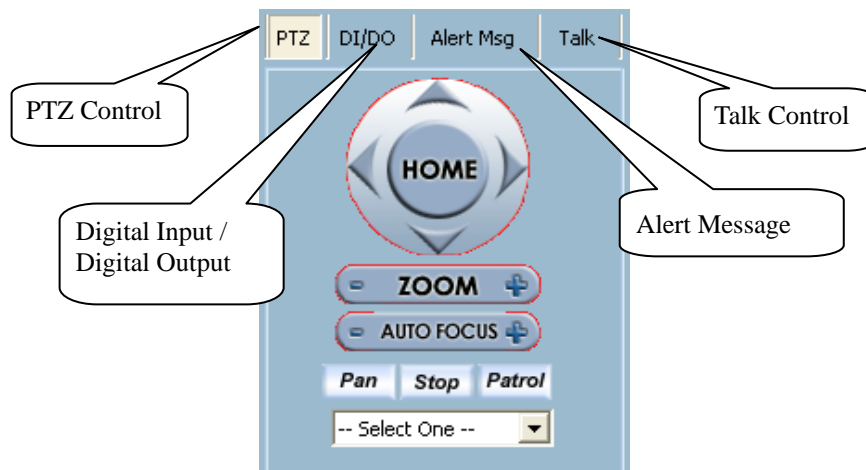 PTZ DI/DO Alert Msg Talk
PTZ Control
Talk Control
HOME
Digital Input /
Digital Output
Alert Message
- ZOOM +
- AUTO FOCUS +
Pan Stop Patrol
-- Select One --